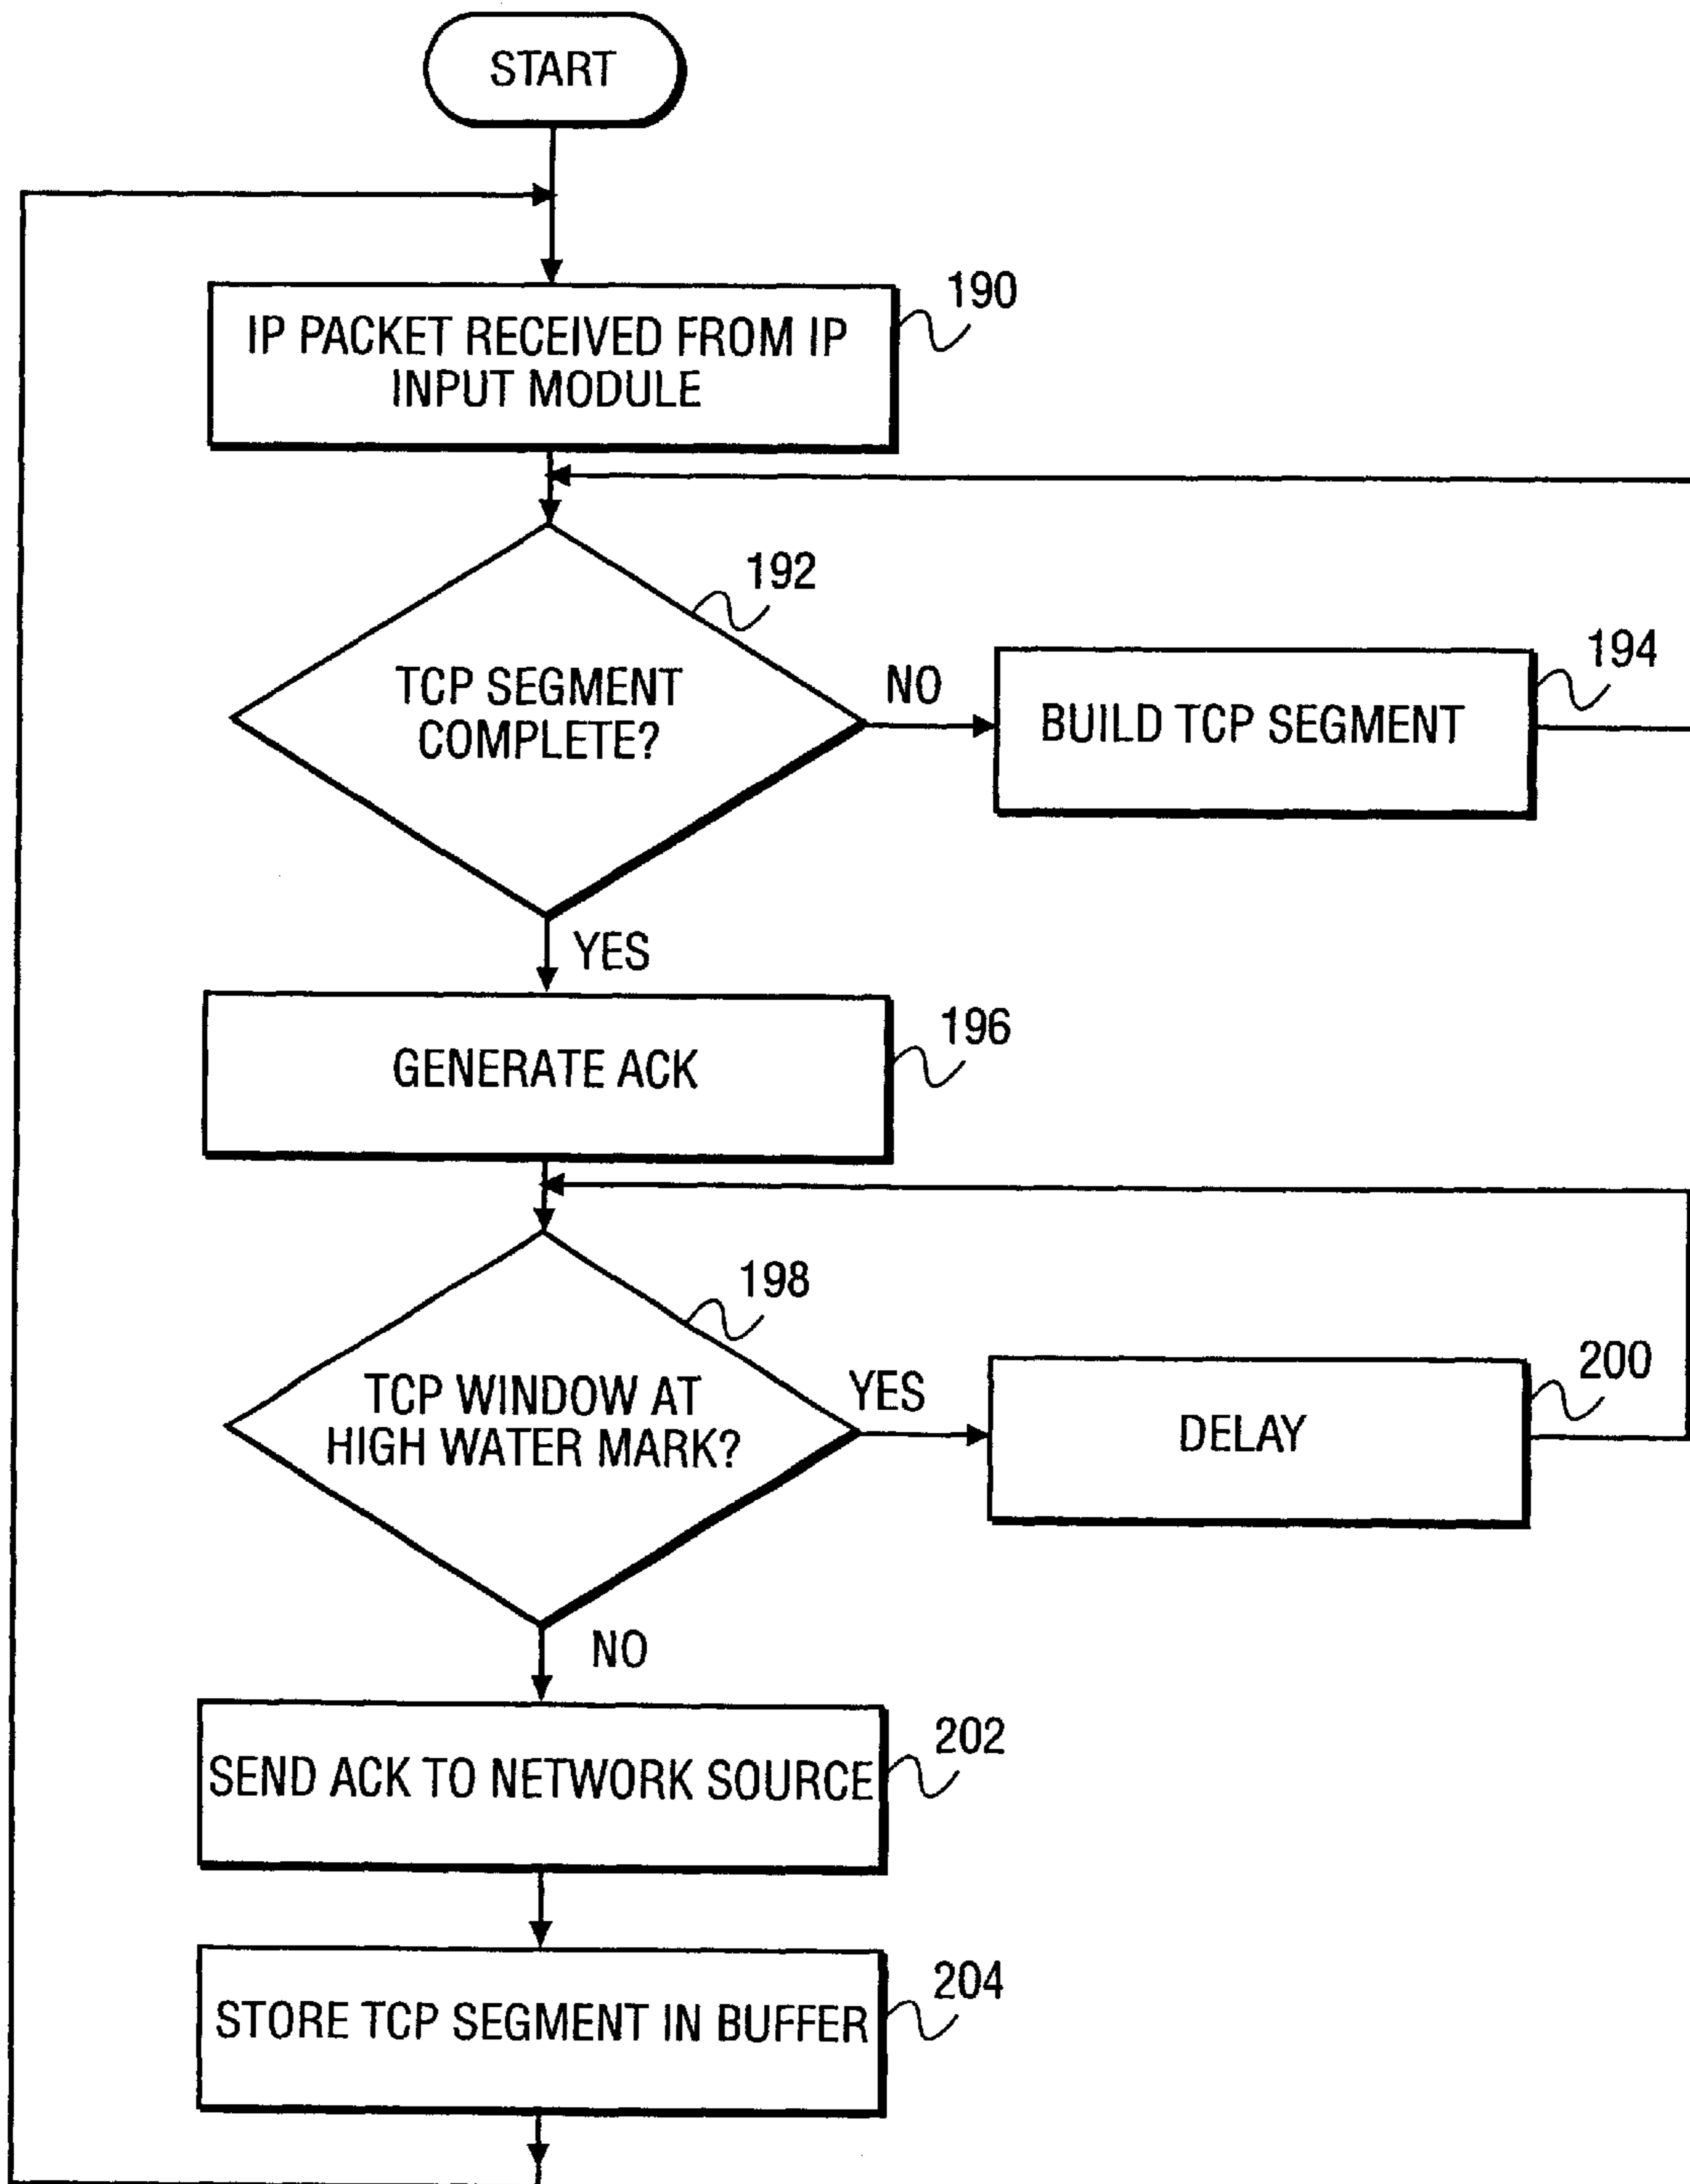 START
190
IP PACKET RECEIVED FROM IP
INPUT MODULE
192
TCP SEGMENT
COMPLETE?
NO
194
BUILD TCP SEGMENT
YES
196
GENERATE ACK
198
TCP WINDOW AT
HIGH WATER MARK?
YES
200
DELAY
NO
202
SEND ACK TO NETWORK SOURCE
204
STORE TCP SEGMENT IN BUFFER